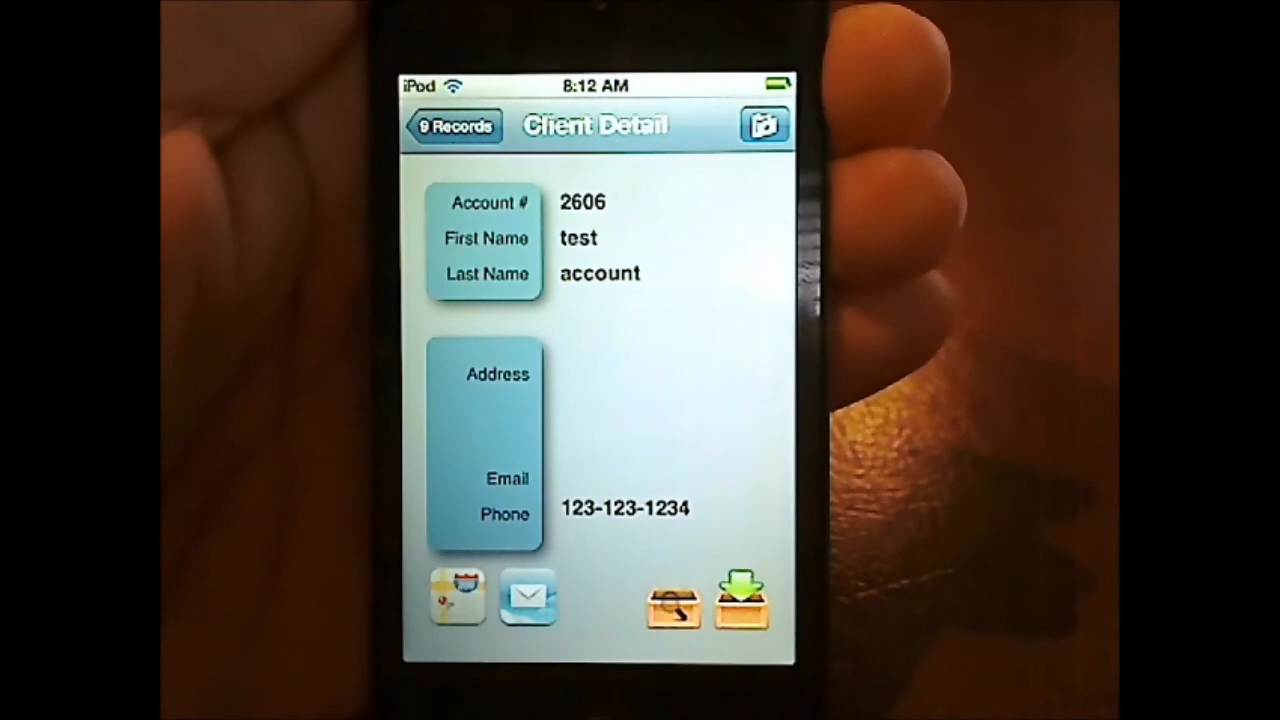 iPod 8:12 AM
9 Records Client Detail
Account # 2606
First Name test
Last Name account
Address
Email
Phone 123-123-1234